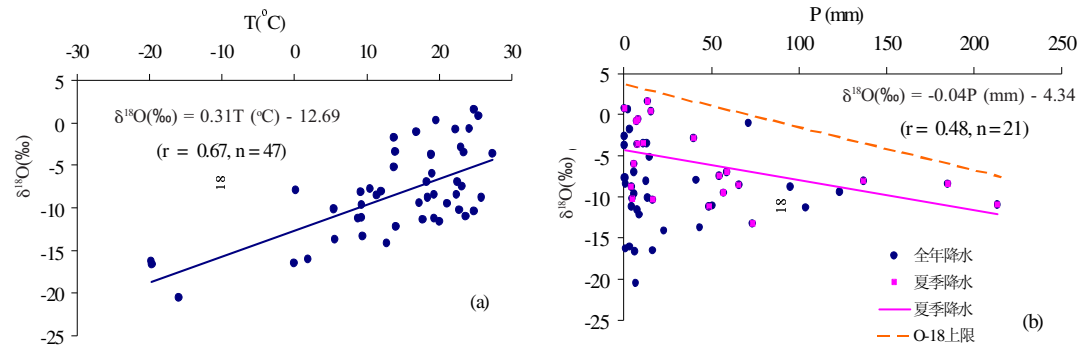 T(°C)
-30 -20 -10 0 10 20 30
5
0
-5
-10
-15
-20
-25
δ18O(‰)
δ18O(‰) = 0.31T (°C) - 12.69
(r = 0.67, n=47)
18
(a)
P (mm)
0 50 100 150 200 250
5
0
-5
-10
-15
-20
-25
δ18O(‰)
δ18O(‰) = -0.04P (mm) - 4.34
(r = 0.48, n=21)
18
全年降水
夏季降水
夏季降水
O-18上限
(b)